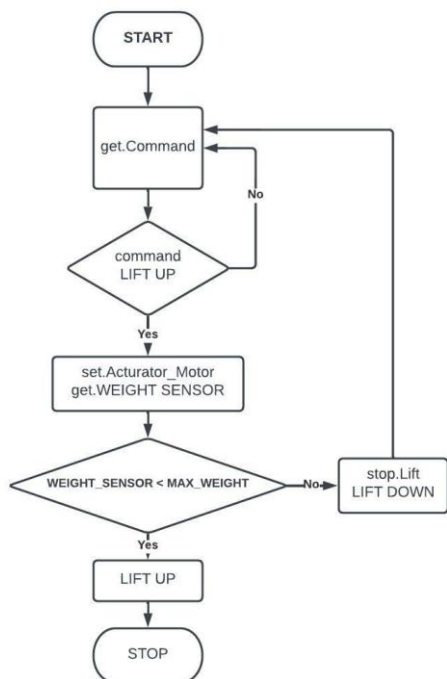 START
get.Command
No
command
LIFT UP
Yes
set.Acturator_Motor
get.WEIGHT SENSOR
WEIGHT_SENSOR < MAX_WEIGHT
No
stop.Lift
LIFT DOWN
Yes
LIFT UP
STOP